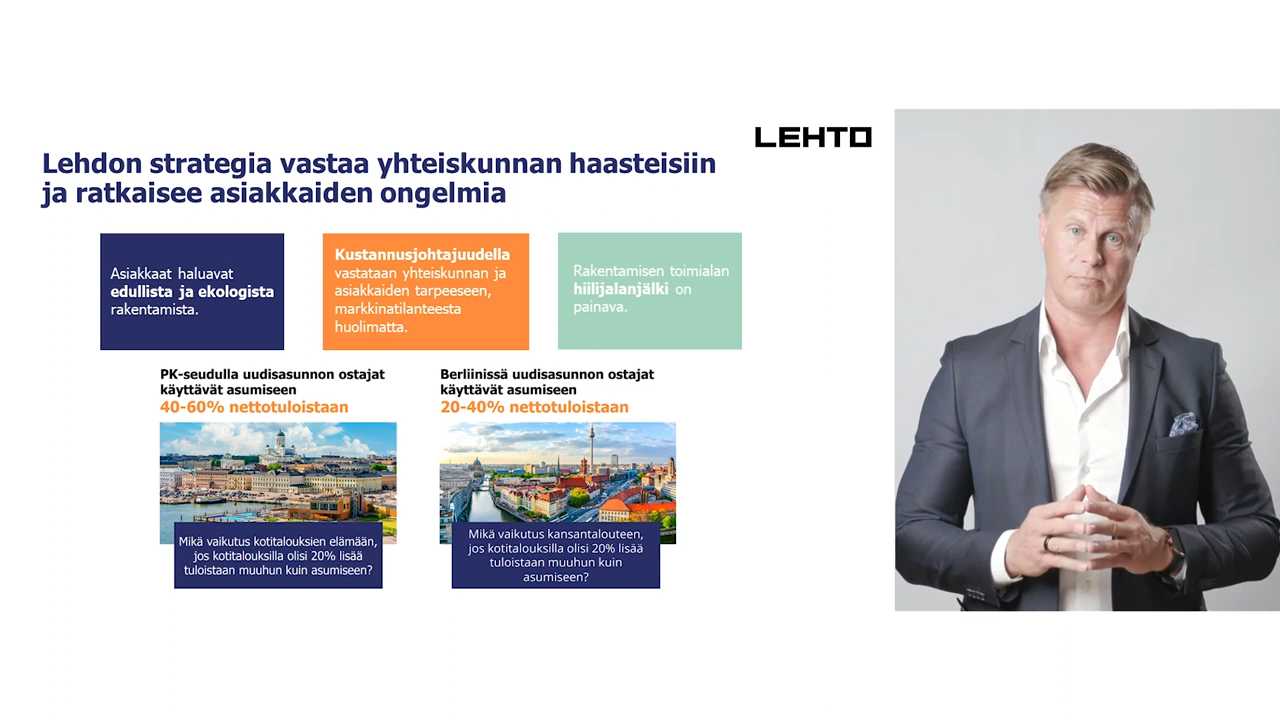 LEHTO
Lehdon strategia vastaa yhteiskunnan haasteisiin
ja ratkaisee asiakkaiden ongelmia
Asiakkaat haluavat
edullista ja ekologista
rakentamista.
Kustannusjohtajuudella
vastataan yhteiskunnan ja
asiakkaiden tarpeeseen,
markkinatilanteesta
huolimatta.
Rakentamisen toimialan
hiilijalanjälki on
painava.
PK-seudulla uudisasunnon ostajat
käyttävät asumiseen
40-60% nettotuloistaan
Mikä vaikutus kotitalouksien elämään,
jos kotitalouksilla olisi 20% lisää
tuloistaan muuhun kuin asumiseen?
Berliinissä uudisasunnon ostajat
käyttävät asumiseen
20-40% nettotuloistaan
Mikä vaikutus kansantalouteen,
jos kotitalouksilla olisi 20% lisää
tuloistaan muuhun kuin
asumiseen?